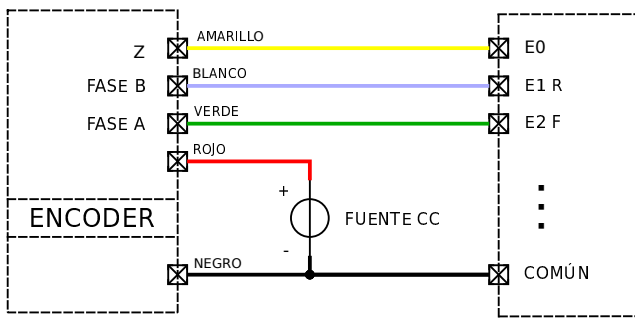 AMARILLO
Z
E0
BLANCO
FASE B
E1 R
VERDE
FASE A
E2 F
ROJO
+
FUENTE CC
ENCODER
-
NEGRO
COMÚN